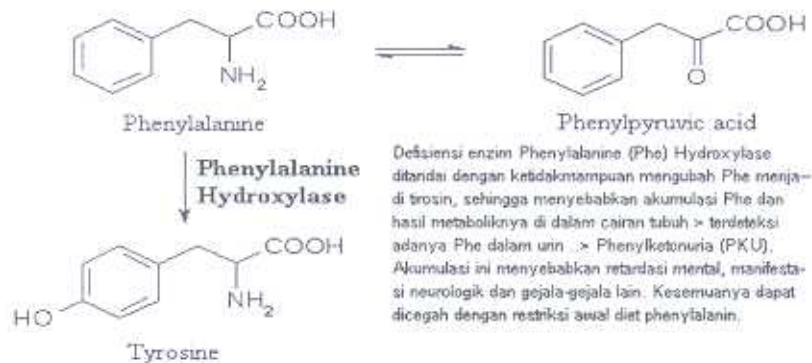 COOH
NH2
Phenylalanine
COOH
O
Phenylpyruvic acid
Phenylalanine
Hydroxylase
Defisiensi enzim Phenylalanine (Phe) Hydroxylase
ditandai dengan ketidakmampuan mengubah Phe menja-
di tirosin, sehingga menyebabkan akumulasi Phe dan
hasil metaboliknya di dalam cairan tubuh > terdeteksi
adanya Phe dalam urin .> Phenylketonuria (PKU).
Akumulasi ini menyebabkan retardasi mental, manifesta-
si neurologik dan gejala-gejala lain. Kesemuanya dapat
dicegah dengan restriksi awal diet phenylalanin.
COOH
NH2
HO
Tyrosine